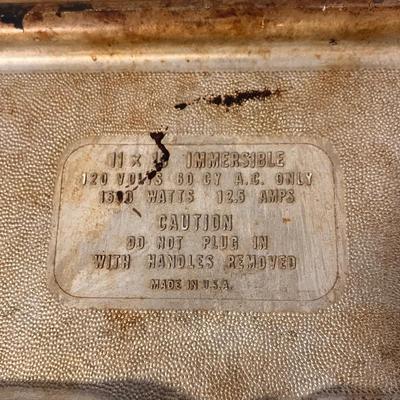 11 X IMMERSIBLE
120 VOLTS 60 CY A.C. ONLY
1500 WATTS 12.5 AMPS
CAUTION
DO NOT PLUG IN
WITH HANDLES REMOVED
MADE IN U.S.A.